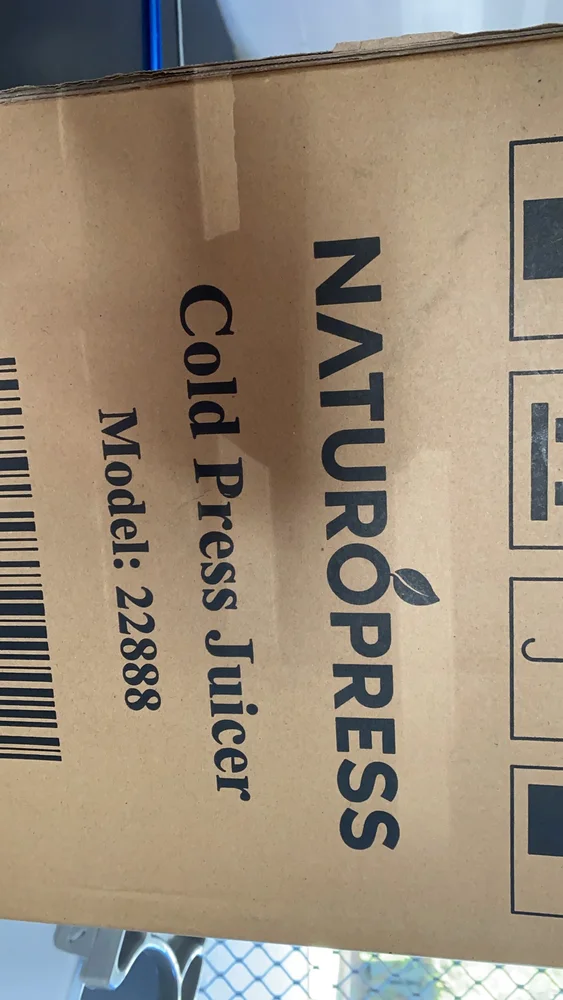 NATUROPRESS
Cold Press Juicer
Model: 22888